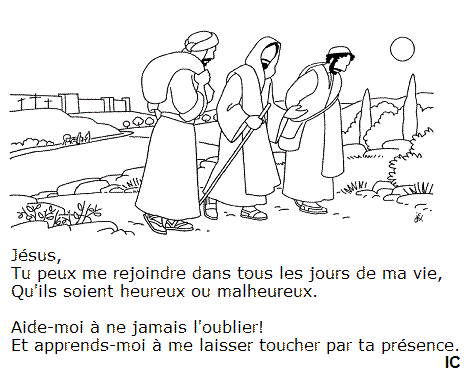 Jésus,
Tu peux me rejoindre dans tous les jours de ma vie,
Qu'ils soient heureux ou malheureux.
Aide-moi à ne jamais l'oublier!
Et apprends-moi à me laisser toucher par ta présence.
IC